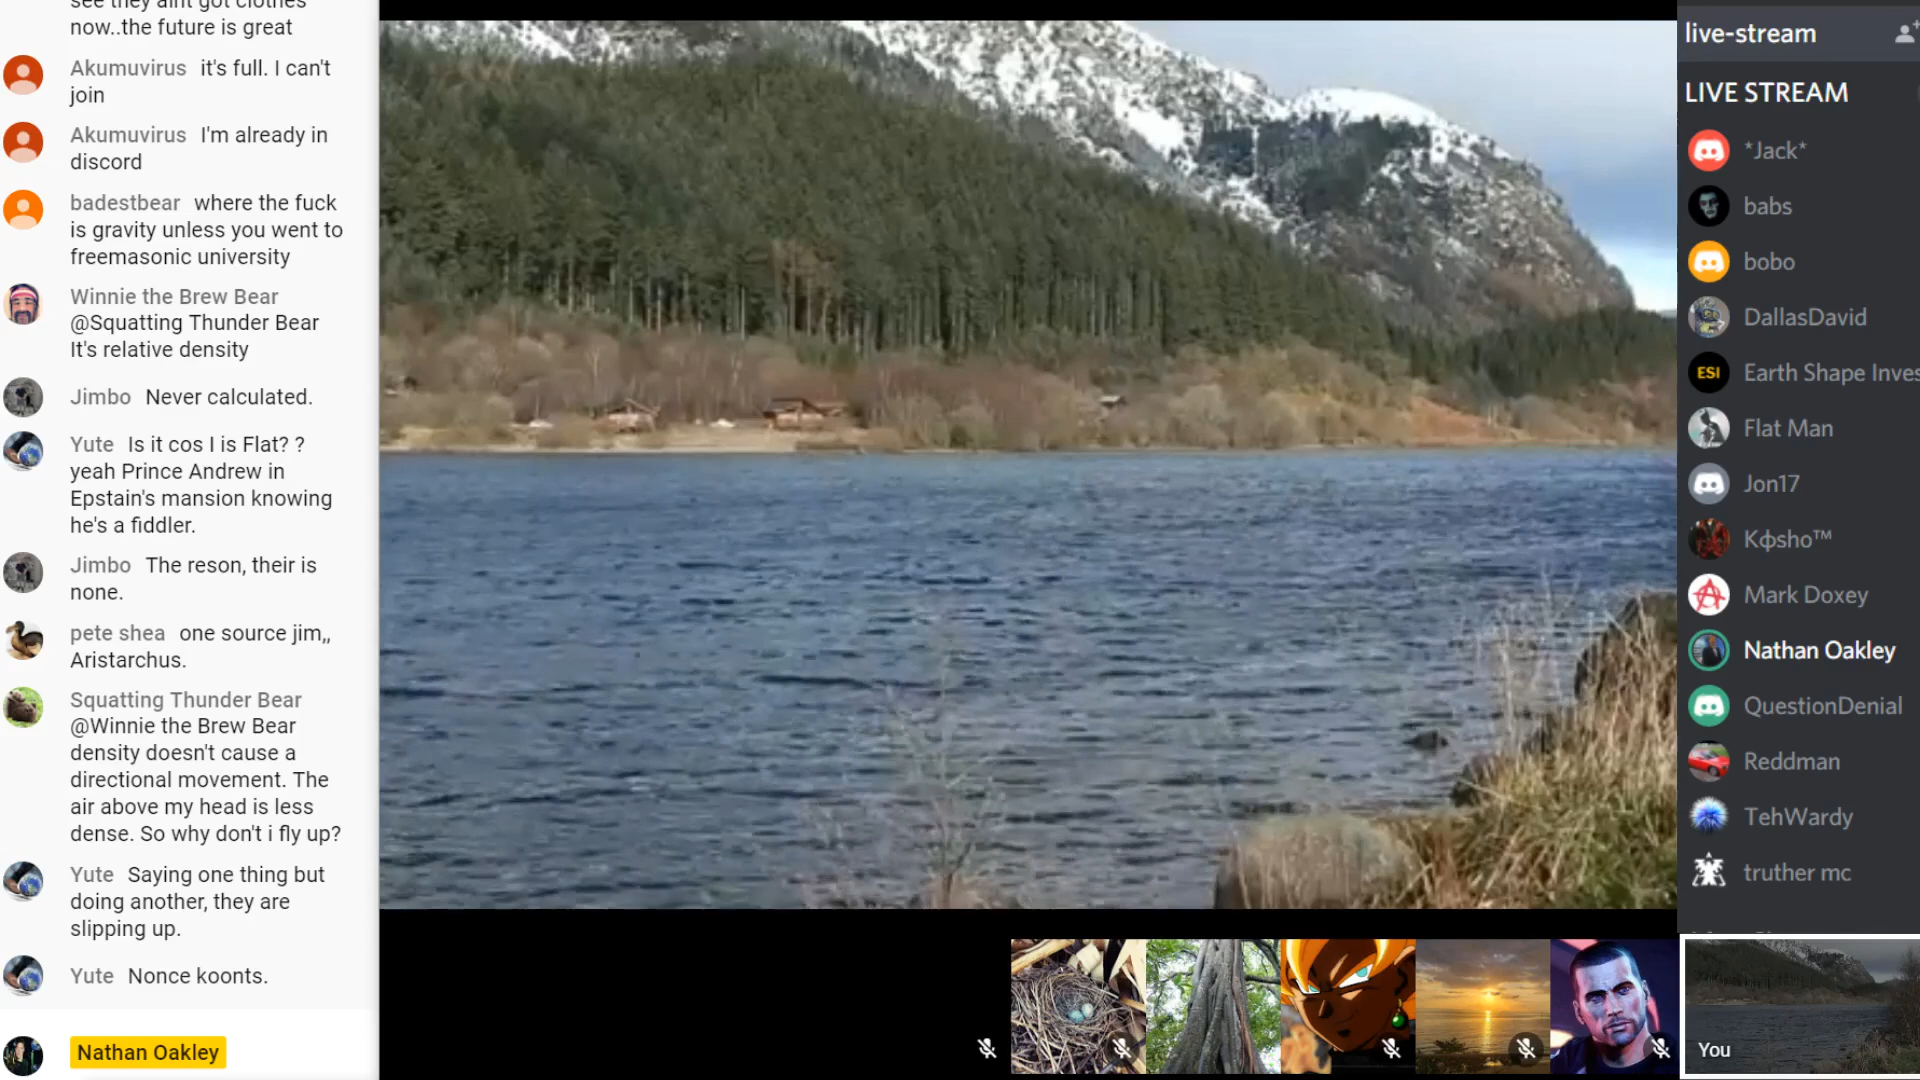 see they aint got clothes
now..the future is great
Akumuvirus it's full. I can't
join
Akumuvirus I'm already in
discord
badestbear where the fuck
is gravity unless you went to
freemasonic university
Winnie the Brew Bear
@Squatting Thunder Bear
It's relative density
Jimbo Never calculated.
Yute Is it cos I is Flat? ?
yeah Prince Andrew in
Epstain's mansion knowing
he's a fiddler.
Jimbo The reson, their is
none.
pete shea one source jim,,
Aristarchus.
Squatting Thunder Bear
@Winnie the Brew Bear
density doesn't cause a
directional movement. The
air above my head is less
dense. So why don't i fly up?
Yute Saying one thing but
doing another, they are
slipping up.
Yute Nonce koonts.
Nathan Oakley
live-stream
LIVE STREAM
*Jack*
babs
bobo
DallasDavid
ESI
Earth Shape Inves
Flat Man
Jon17
Kфsho™
Mark Doxey
Nathan Oakley
QuestionDenial
Reddman
TehWardy
truther mc
You